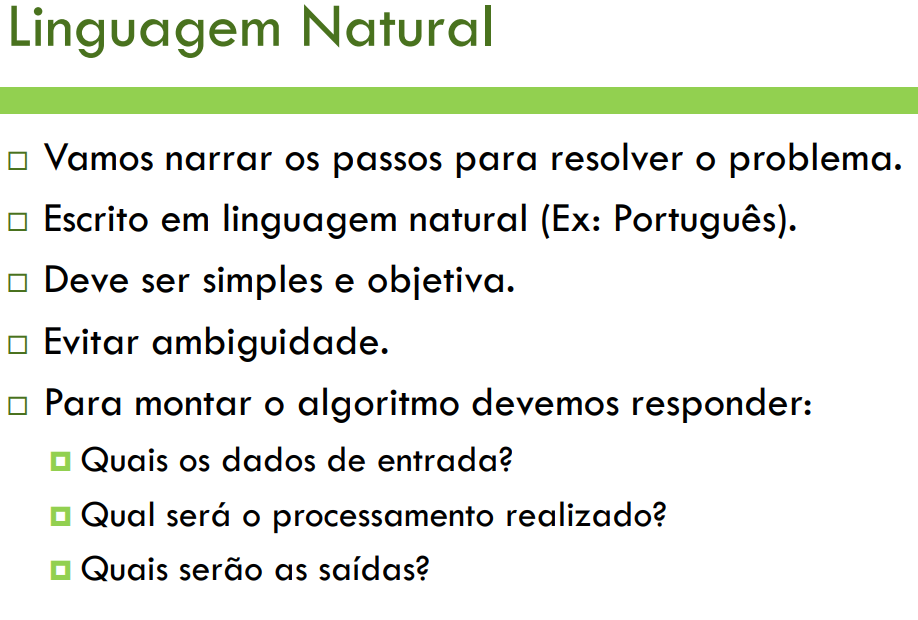 Linguagem Natural
Vamos narrar os passos para resolver o problema.
Escrito em linguagem natural (Ex: Português).
Deve ser simples e objetiva.
Evitar ambiguidade.
Para montar o algoritmo devemos responder:
Quais os dados de entrada?
Qual será o processamento realizado?
Quais serão as saídas?